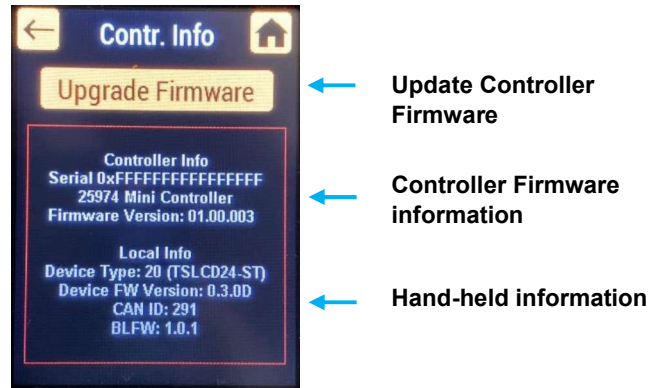 Contr. Info
Upgrade Firmware
Update Controller
Firmware
Controller Info
Serial 0xFFFFFFFFFFFFFFFF
25974 Mini Controller
Firmware Version: 01.00.003
Controller Firmware
information
Local Info
Device Type: 20 (TSLCD24-ST)
Device FW Version: 0.3.0D
CAN ID: 291
BLFW: 1.0.1
Hand-held information